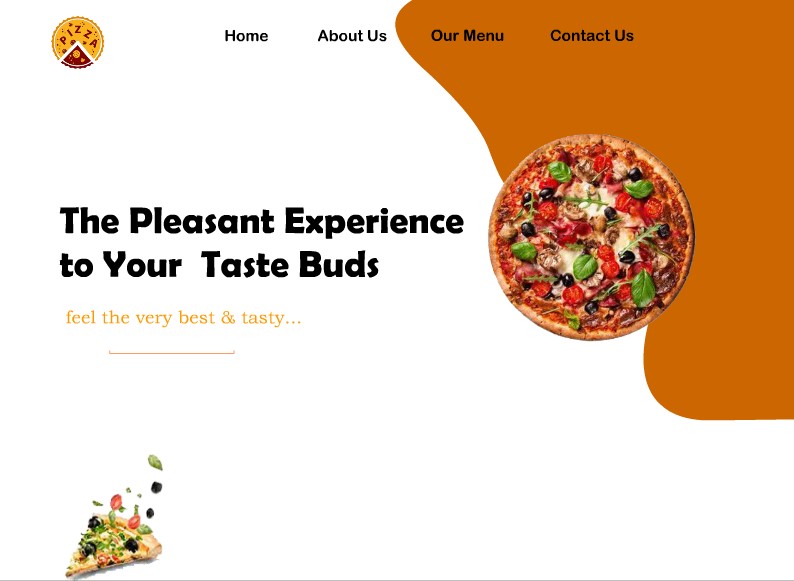 PIZZA
Home About Us Our Menu Contact Us
The Pleasant Experience
to Your  Taste Buds
feel the very best & tasty...